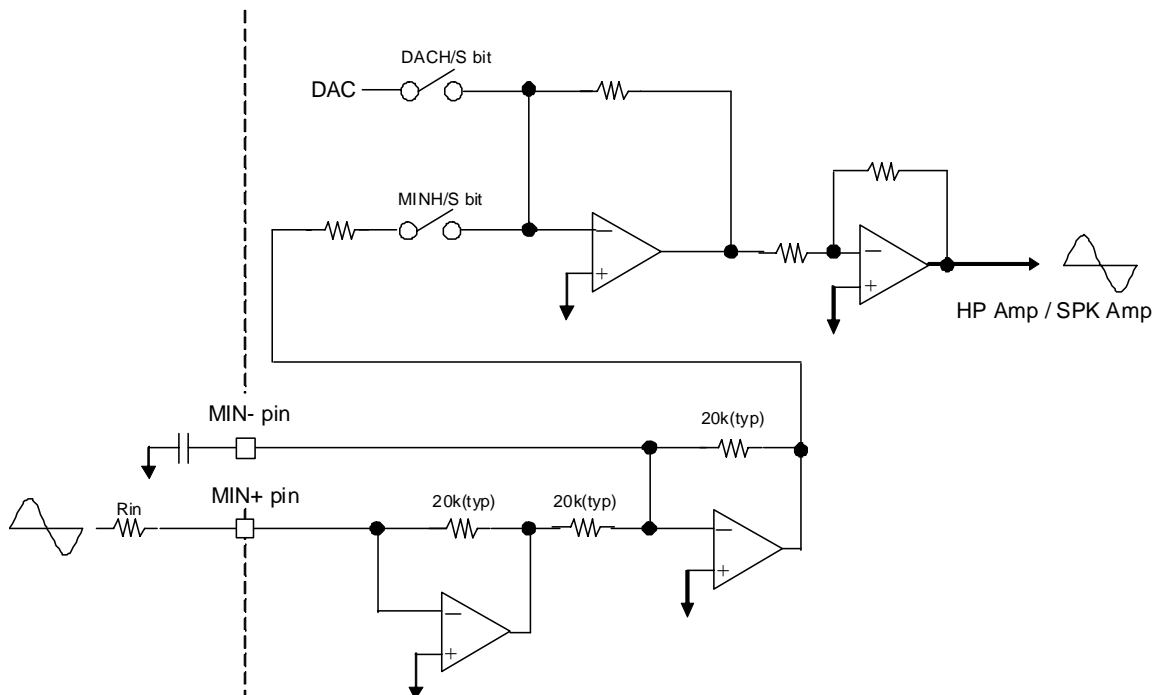 DACH/S bit
DAC
MINH/S bit
−
+
−
+
HP Amp / SPK Amp
MIN- pin
20k(typ)
MIN+ pin
Rin
20k(typ)
20k(typ)
−
+
−
+